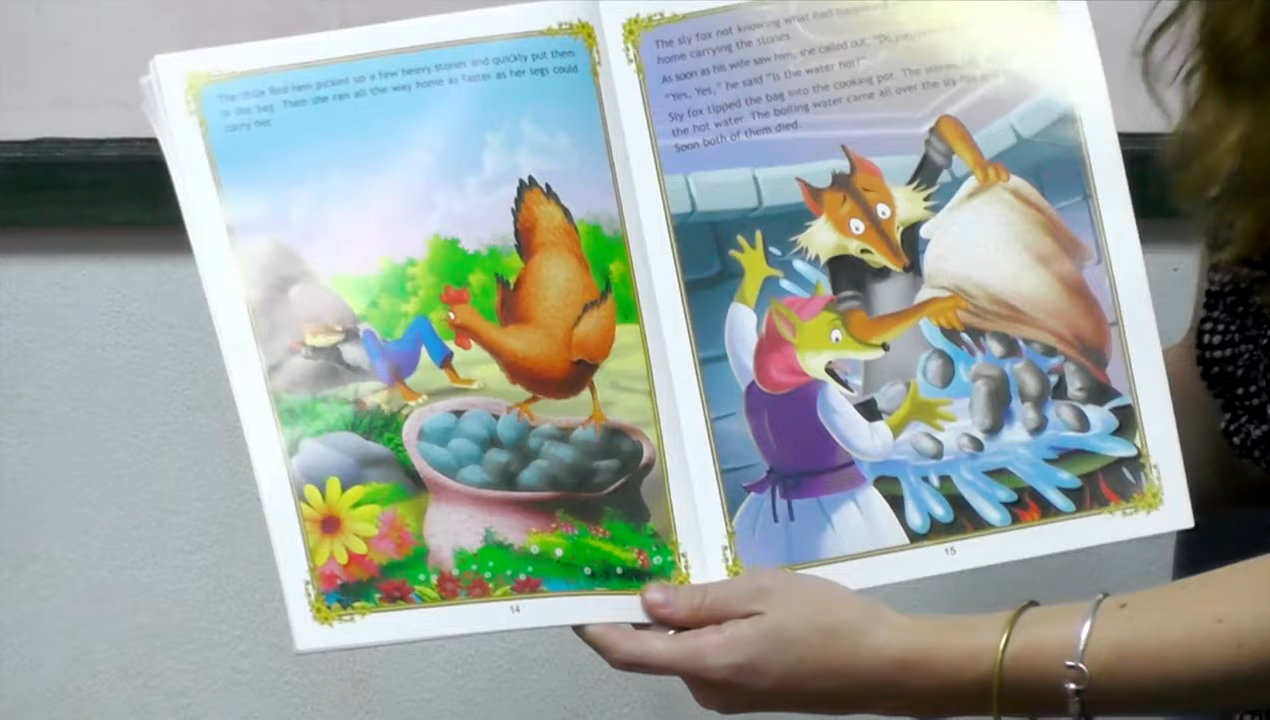 The little Red Hen picked up a few heavy stones and quickly put them
in the bag. Then she ran all the way home as faster as her legs could
carry her.
14
The sly fox not knowing what had happened
home carrying the stones.
As soon as his wife saw him, she called out, "Do you
"Yes, Yes," he said "Is the water hot?"
Sly fox tipped the bag into the cooking pot. The stones
the hot water. The boiling water came all over the sly fox and
Soon both of them died.
15